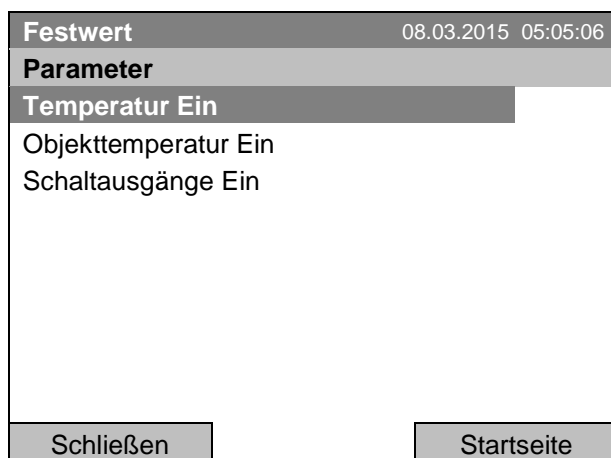 Festwert 08.03.2015 05:05:06
Parameter
Temperatur Ein
Objekttemperatur Ein
Schaltausgänge Ein
Schließen Startseite